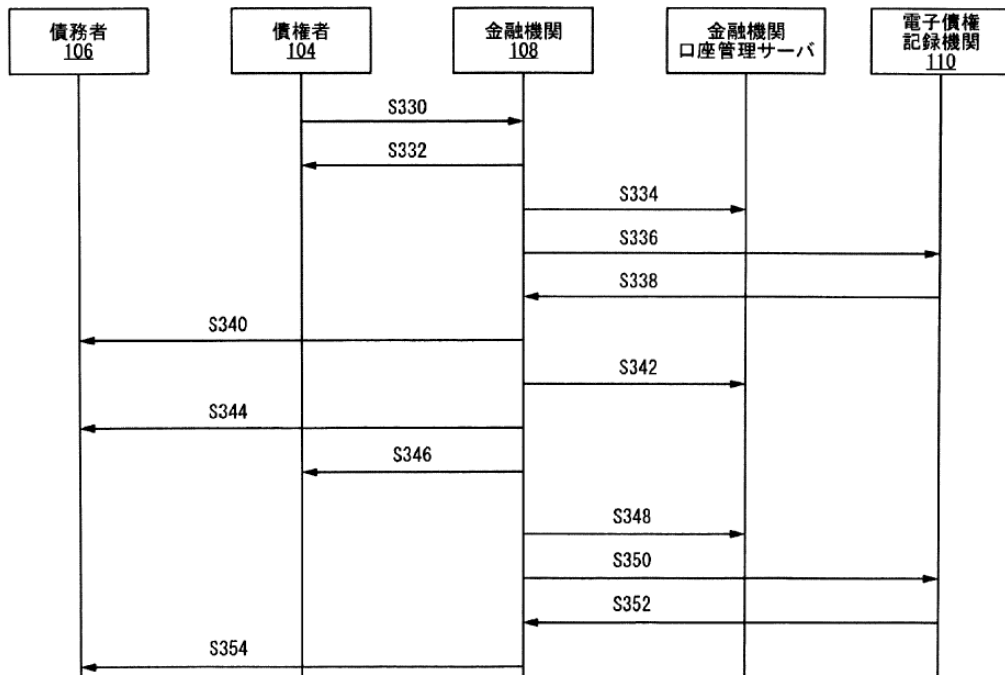 債務者
106
債権者
104
金融機関
108
金融機関
口座管理サーバ
電子債権
記録機関
110
S330
S332
S334
S336
S338
S340
S342
S344
S346
S348
S350
S352
S354